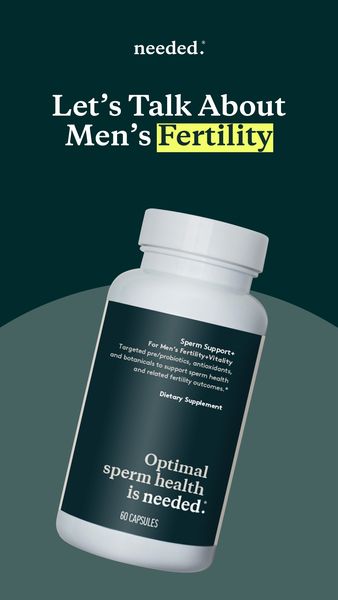 needed.®
Let's Talk About
Men's Fertility
Sperm Support+
For Men's Fertility+Vitality
Targeted pre/probiotics, antioxidants,
and botanicals to support sperm health
and related fertility outcomes.*
Dietary Supplement
Optimal
sperm health
is needed.®
60 CAPSULES